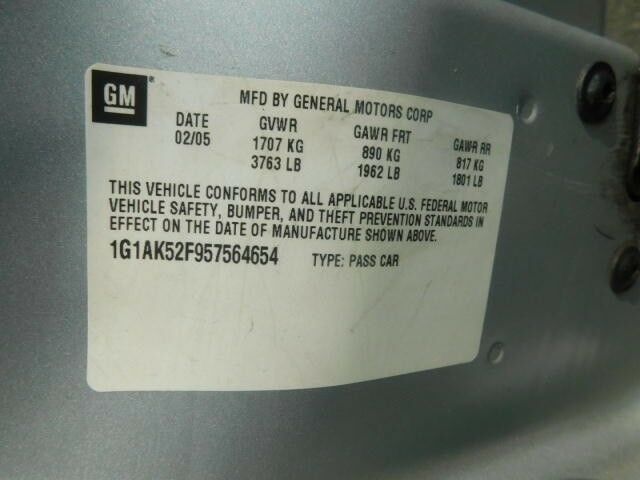 GM
MFD BY GENERAL MOTORS CORP
DATE GVWR GAWR FRT GAWR RR
02/05 1707 KG 890 KG 817 KG
3763 LB 1962 LB 1801 LB
THIS VEHICLE CONFORMS TO ALL APPLICABLE U.S. FEDERAL MOTOR
VEHICLE SAFETY, BUMPER, AND THEFT PREVENTION STANDARDS IN
EFFECT ON THE DATE OF MANUFACTURE SHOWN ABOVE.
1G1AK52F957564654 TYPE: PASS CAR